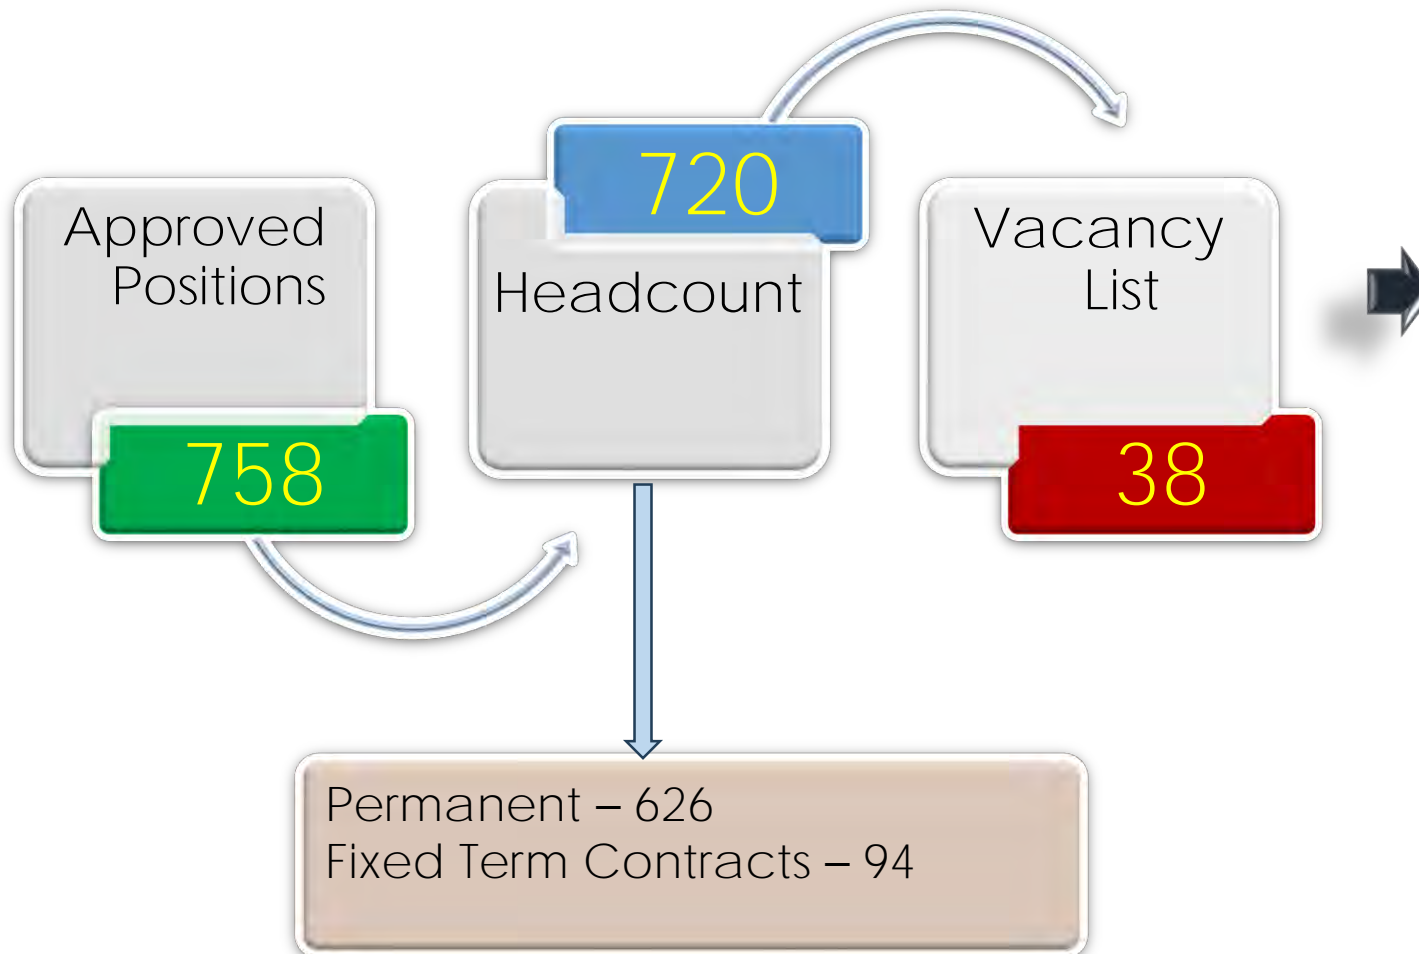 Approved
Positions
758
720
Headcount
Vacancy
List
38
Permanent – 626
Fixed Term Contracts – 94